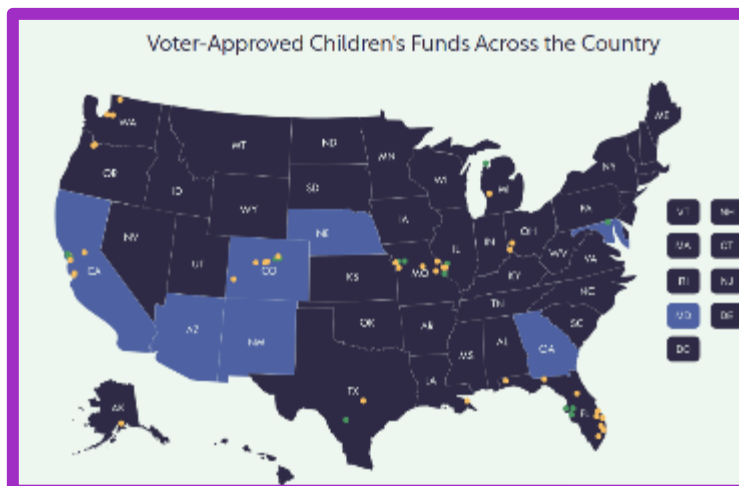 Voter-Approved Children's Funds Across the Country
WA
MT
ND
MN
ME
OR
ID
SD
WI
MI
NY
WY
IA
PA
NV
NE
VT
NH
UT
CO
IL
IN
OH
CA
KS
MO
WV
VA
MA
CT
KY
RI
NJ
NC
TN
AZ
NM
OK
AR
SC
MD
DE
MS
AL
GA
DC
LA
TX
AK
FL